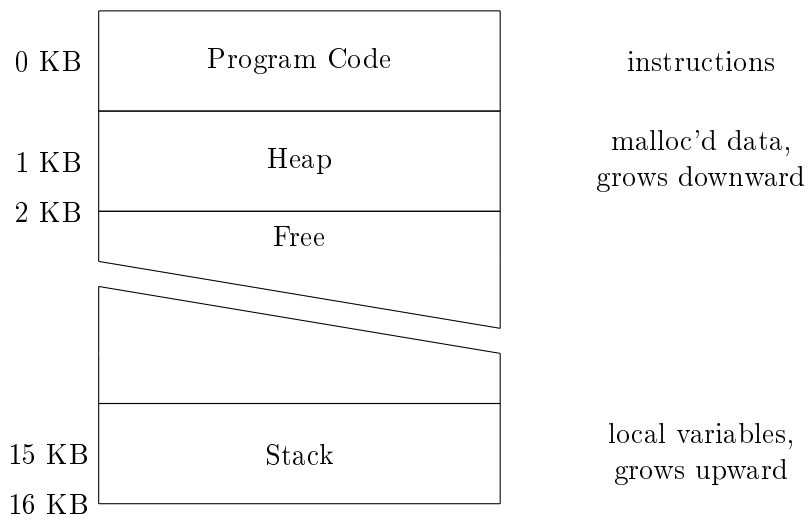 0 KB
Program Code
instructions
1 KB
Heap
malloc'd data,
grows downward
2 KB
Free
15 KB
Stack
local variables,
grows upward
16 KB